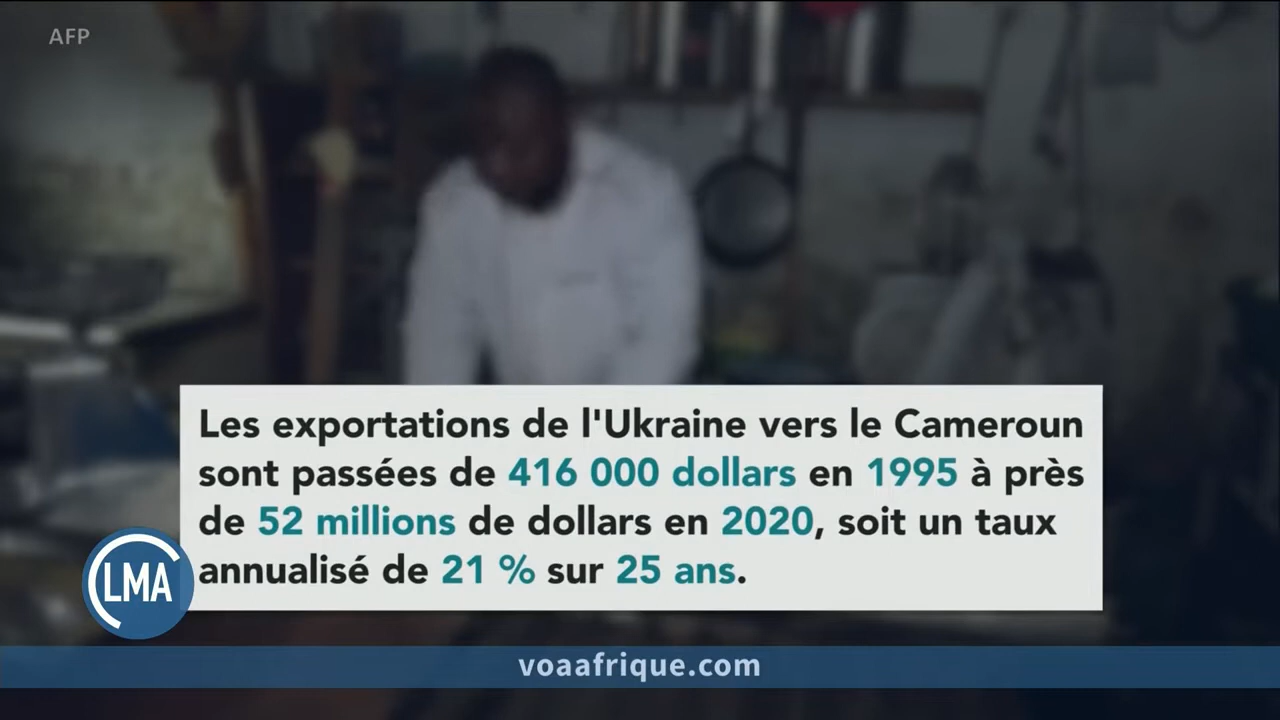 AFP
Les exportations de l'Ukraine vers le Cameroun
sont passées de 416 000 dollars en 1995 à près
de 52 millions de dollars en 2020, soit un taux
annualisé de 21 % sur 25 ans.
LMA
voaafrique.com